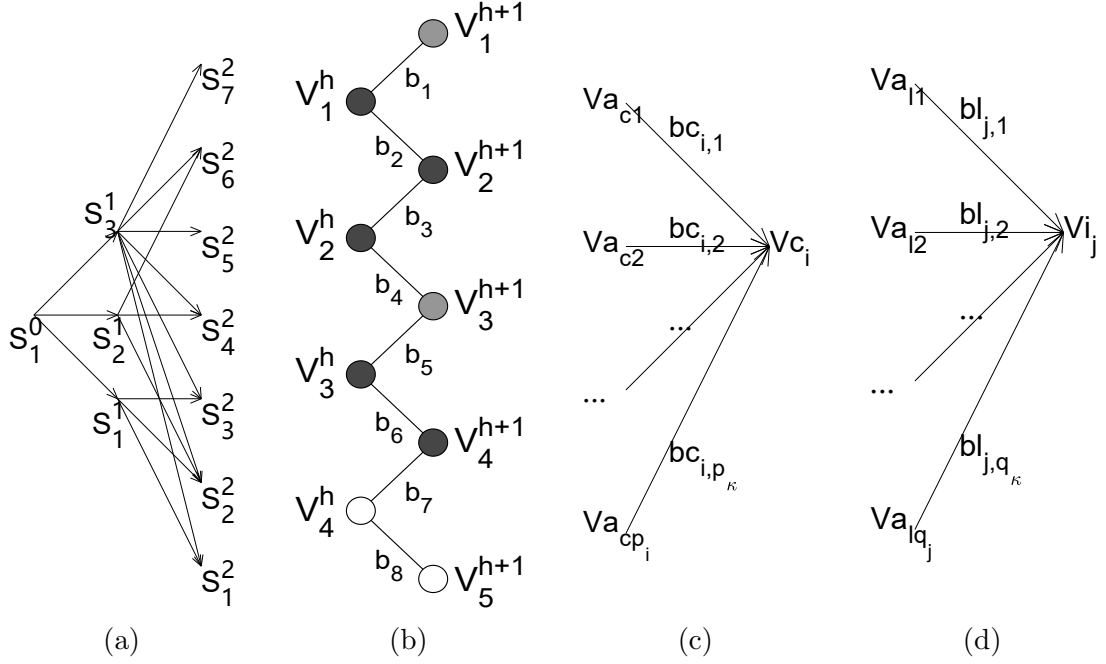 S_7^2
S_6^2
S_3^1
S_5^2
S_1^0
S_2^1
S_4^2
S_1^1
S_3^2
S_2^2
S_1^2
(a)
V_1^{h+1}
b_1
V_1^h
b_2
V_2^{h+1}
b_3
V_2^h
b_4
V_3^{h+1}
b_5
V_3^h
b_6
V_4^{h+1}
b_7
V_4^h
b_8
V_5^{h+1}
(b)
Va_{c1}
bc_{i,1}
Va_{c2}
bc_{i,2}
Vc_i
...
...
bc_{i,p_κ}
Va_{cp_i}
(c)
Va_{l1}
bl_{j,1}
Va_{l2}
bl_{j,2}
Vi_j
...
...
bl_{j,q_κ}
Va_{lq_j}
(d)